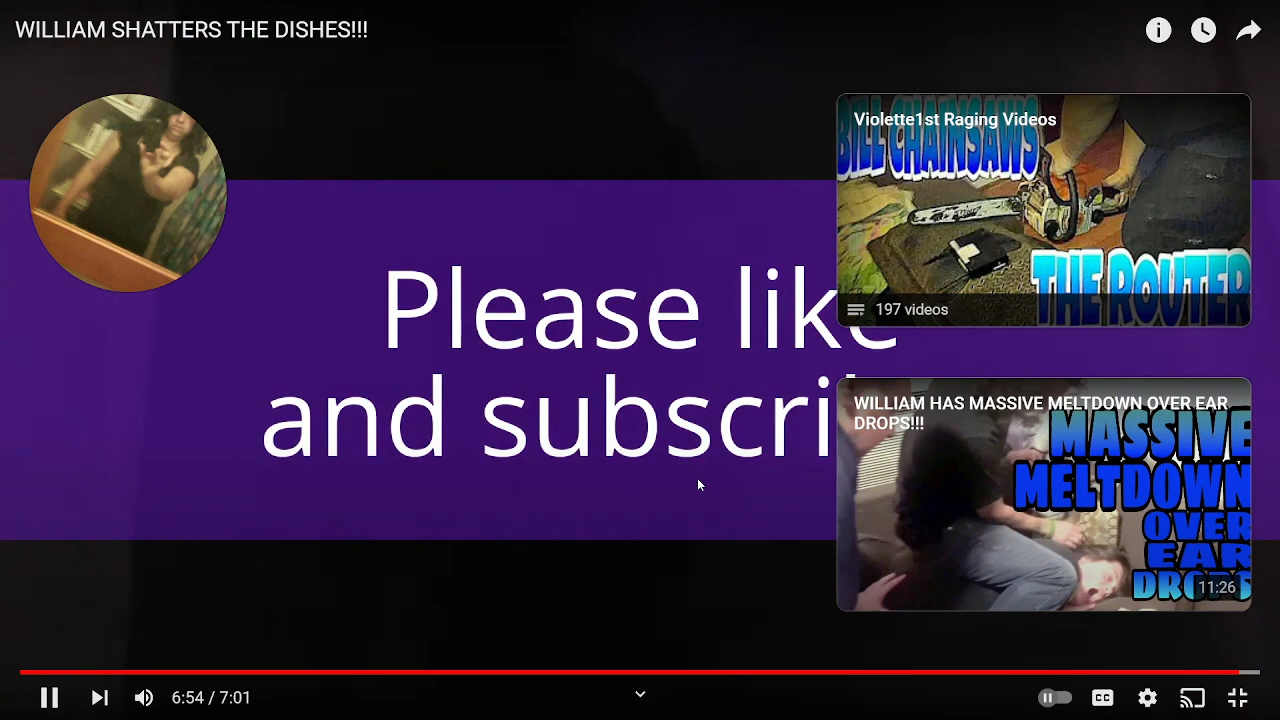 WILLIAM SHATTERS THE DISHES!!!
Violette1st Raging Videos
BILL CHAINSAWS
THE ROUTER
197 videos
Please like
and subscri
WILLIAM HAS MASSIVE MELTDOWN OVER EAR
DROPS!!!
MASSIVE
MELTDOWN
OVER
EAR
DROPS
11:26
6:54 / 7:01
CC